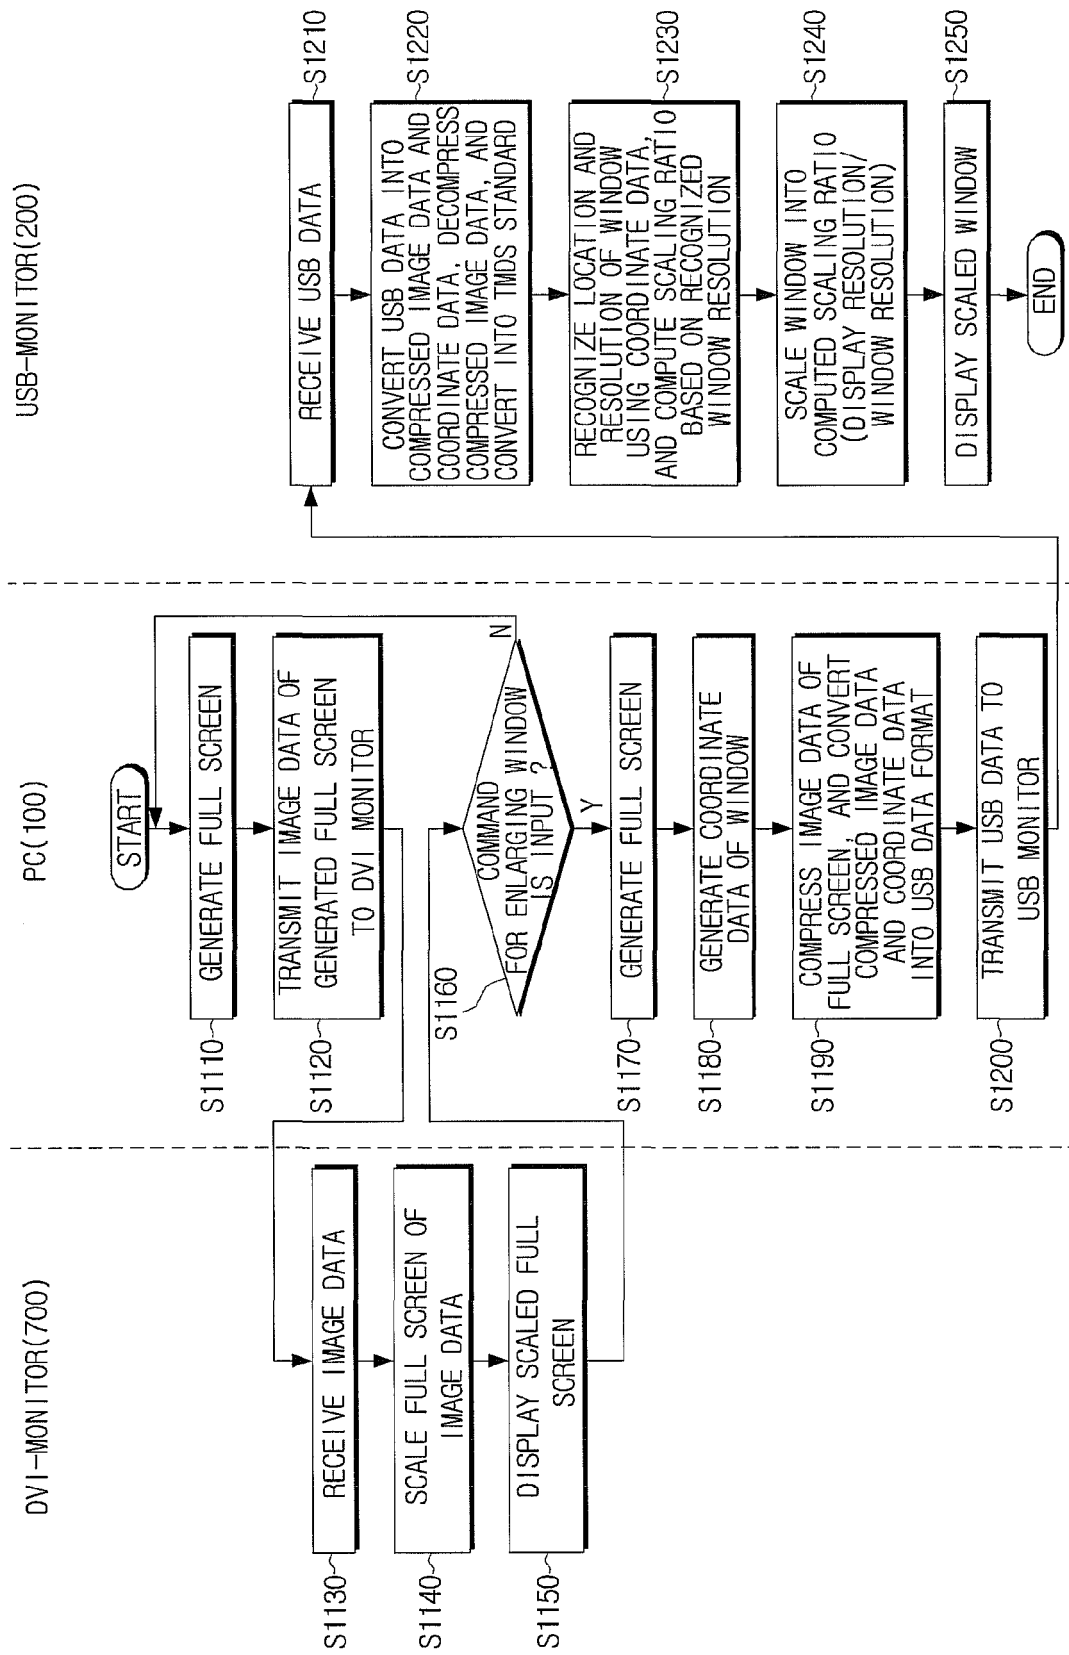 DVI-MONITOR(700)
PC(100)
USB-MONITOR(200)
START
GENERATE FULL SCREEN
S1110
TRANSMIT IMAGE DATA OF
GENERATED FULL SCREEN
TO DVI MONITOR
S1120
RECEIVE IMAGE DATA
S1130
SCALE FULL SCREEN OF
IMAGE DATA
S1140
DISPLAY SCALED FULL
SCREEN
S1150
COMMAND
FOR ENLARGING WINDOW
IS INPUT ?
S1160
N
Y
GENERATE FULL SCREEN
S1170
GENERATE COORDINATE
DATA OF WINDOW
S1180
COMPRESS IMAGE DATA OF
FULL SCREEN, AND CONVERT
COMPRESSED IMAGE DATA
AND COORDINATE DATA
INTO USB DATA FORMAT
S1190
TRANSMIT USB DATA TO
USB MONITOR
S1200
RECEIVE USB DATA
S1210
CONVERT USB DATA INTO
COMPRESSED IMAGE DATA AND
COORDINATE DATA, DECOMPRESS
COMPRESSED IMAGE DATA, AND
CONVERT INTO TMDS STANDARD
S1220
RECOGNIZE LOCATION AND
RESOLUTION OF WINDOW
USING COORDINATE DATA,
AND COMPUTE SCALING RATIO
BASED ON RECOGNIZED
WINDOW RESOLUTION
S1230
SCALE WINDOW INTO
COMPUTED SCALING RATIO
(DISPLAY RESOLUTION/
WINDOW RESOLUTION)
S1240
DISPLAY SCALED WINDOW
S1250
END